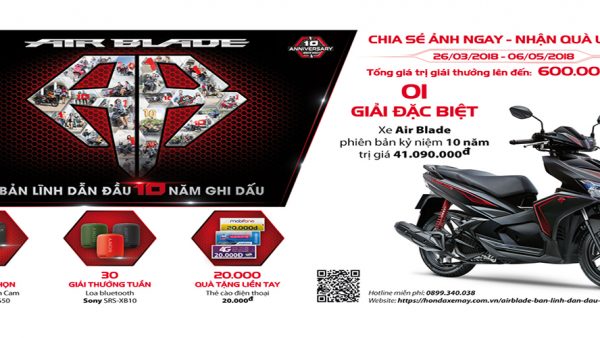 AIR BLADE
10
ANNIVERSARY
BẢN LĨNH DẪN ĐẦU 10 NĂM GHI DẤU
30
GIẢI THƯỞNG TUẦN
Loa bluetooth
Sony SRS-XB10
mobifone
20.000đ
4G
20.000Đ
20.000
QUÀ TẶNG LIỀN TAY
Thẻ cào điện thoại
20.000đ
CHIA SẺ ẢNH NGAY - NHẬN QUÀ
26/03/2018 - 06/05/2018
Tổng giá trị giải thưởng lên đến: 600.00
01
GIẢI ĐẶC BIỆT
Xe Air Blade
phiên bản kỷ niệm 10 năm
trị giá 41.090.000đ
Hotline miễn phí: 0899.340.038
Website: https://hondaxemay.com.vn/airblade-ban-linh-dan-dau-